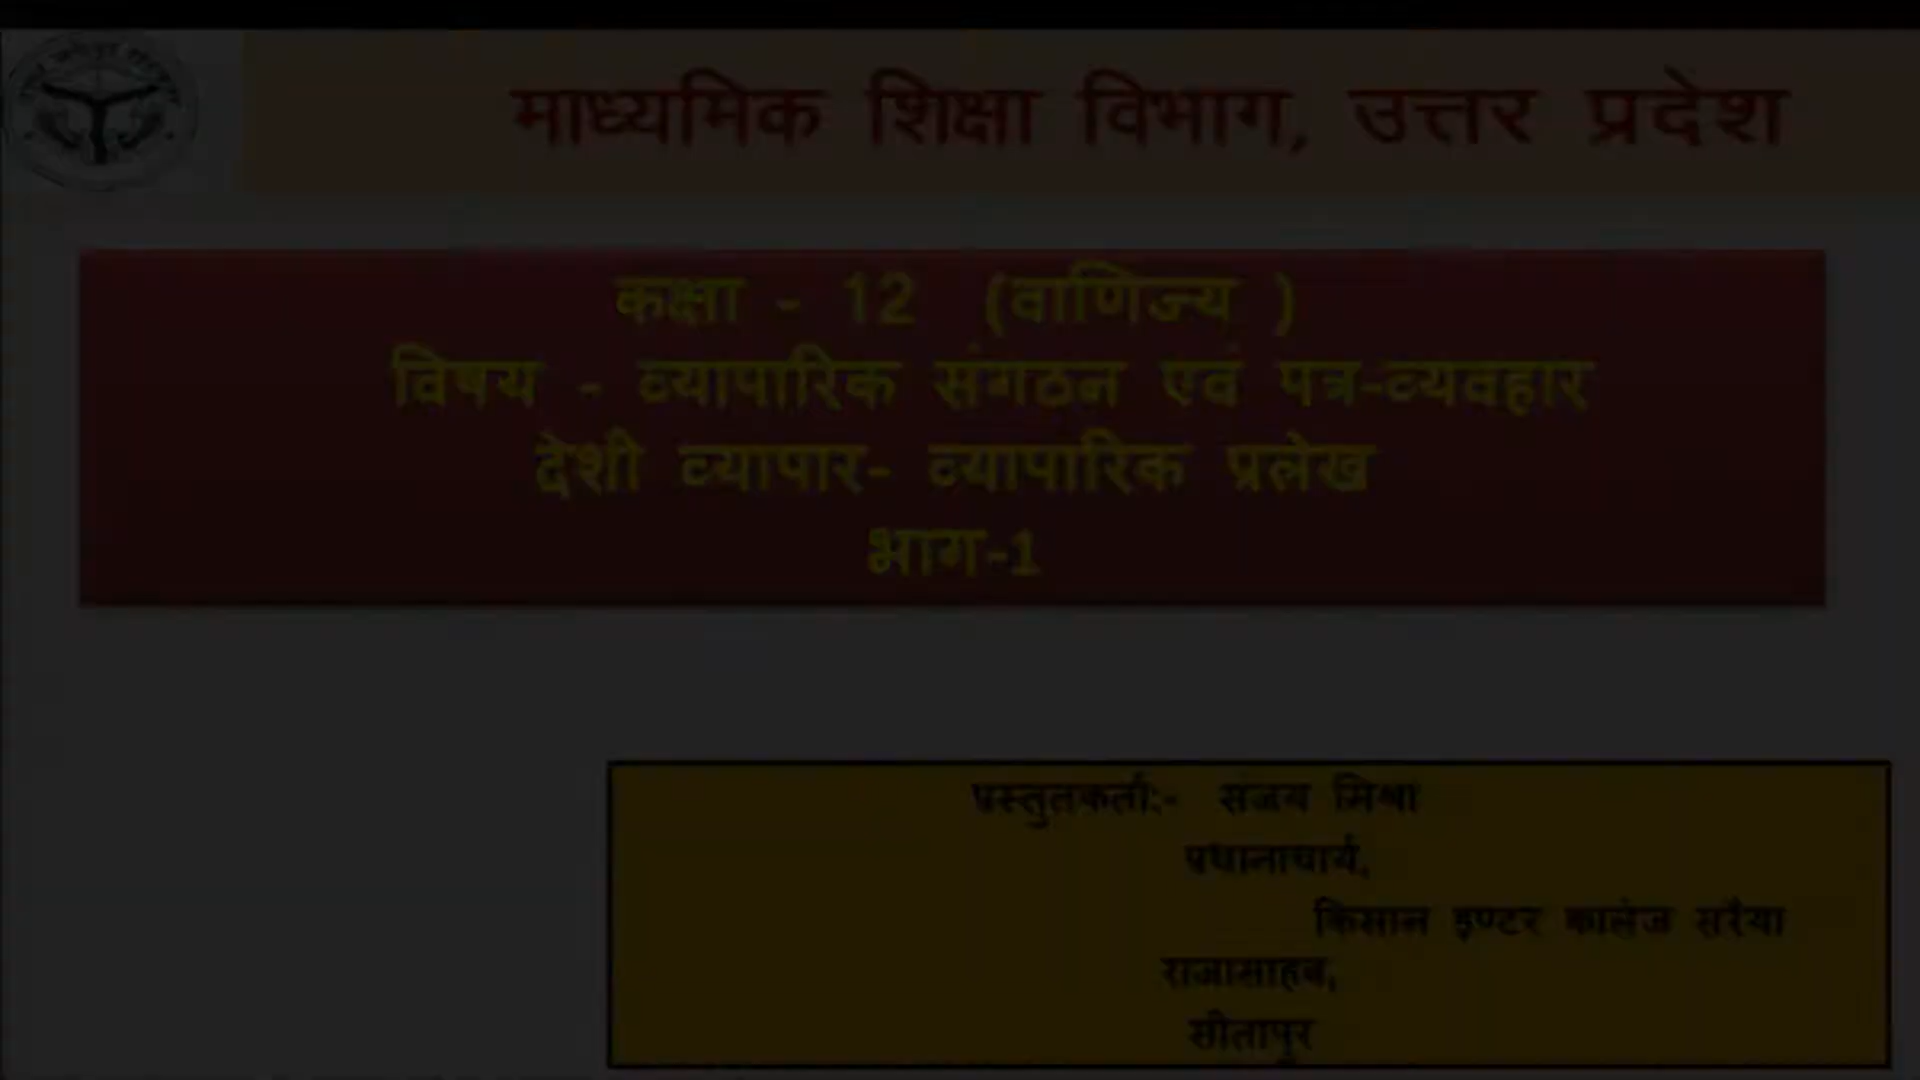 माध्यमिक शिक्षा विभाग, उत्तर प्रदेश
कक्षा - 12 (वाणिज्य )
विषय - व्यापारिक संगठन एवं पत्र-व्यवहार
देशी व्यापार- व्यापारिक प्रलेख
भाग-1
प्रस्तुतकर्ता:- संजय मिश्रा
प्रधानाचार्य,
किसान इण्टर कालेज सरैया
राजासाहब,
सीतापुर